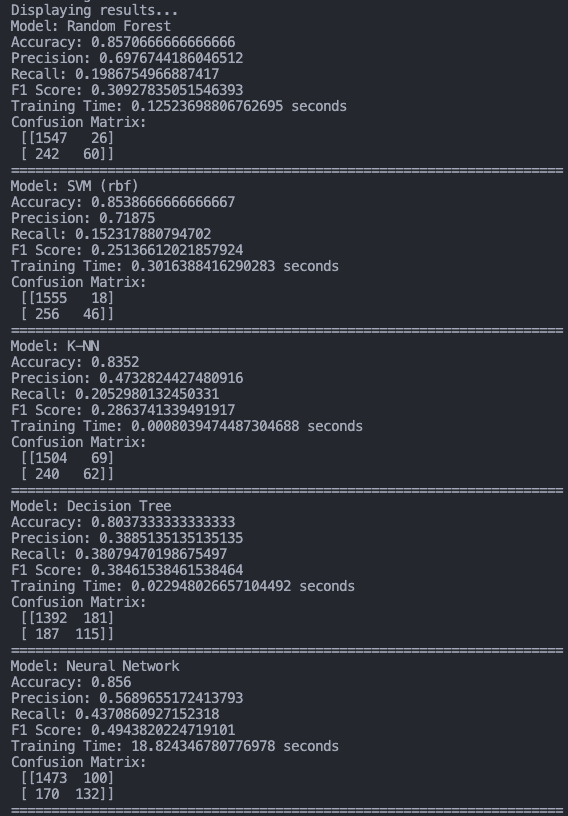 Displaying results...
Model: Random Forest
Accuracy: 0.8570666666666666
Precision: 0.6976744186046512
Recall: 0.1986754966887417
F1 Score: 0.30927835051546393
Training Time: 0.12523698806762695 seconds
Confusion Matrix:
[[1547 26]
[ 242 60]]
=====================================================================
Model: SVM (rbf)
Accuracy: 0.8538666666666667
Precision: 0.71875
Recall: 0.152317880794702
F1 Score: 0.25136612021857924
Training Time: 0.3016388416290283 seconds
Confusion Matrix:
[[1555 18]
[ 256 46]]
=====================================================================
Model: K-NN
Accuracy: 0.8352
Precision: 0.4732824427480916
Recall: 0.2052980132450331
F1 Score: 0.2863741339491917
Training Time: 0.0008039474487304688 seconds
Confusion Matrix:
[[1504 69]
[ 240 62]]
=====================================================================
Model: Decision Tree
Accuracy: 0.8037333333333333
Precision: 0.3885135135135135
Recall: 0.38079470198675497
F1 Score: 0.38461538461538464
Training Time: 0.022948026657104492 seconds
Confusion Matrix:
[[1392 181]
[ 187 115]]
=====================================================================
Model: Neural Network
Accuracy: 0.856
Precision: 0.5689655172413793
Recall: 0.4370860927152318
F1 Score: 0.4943820224719101
Training Time: 18.824346780776978 seconds
Confusion Matrix:
[[1473 100]
[ 170 132]]
=====================================================================